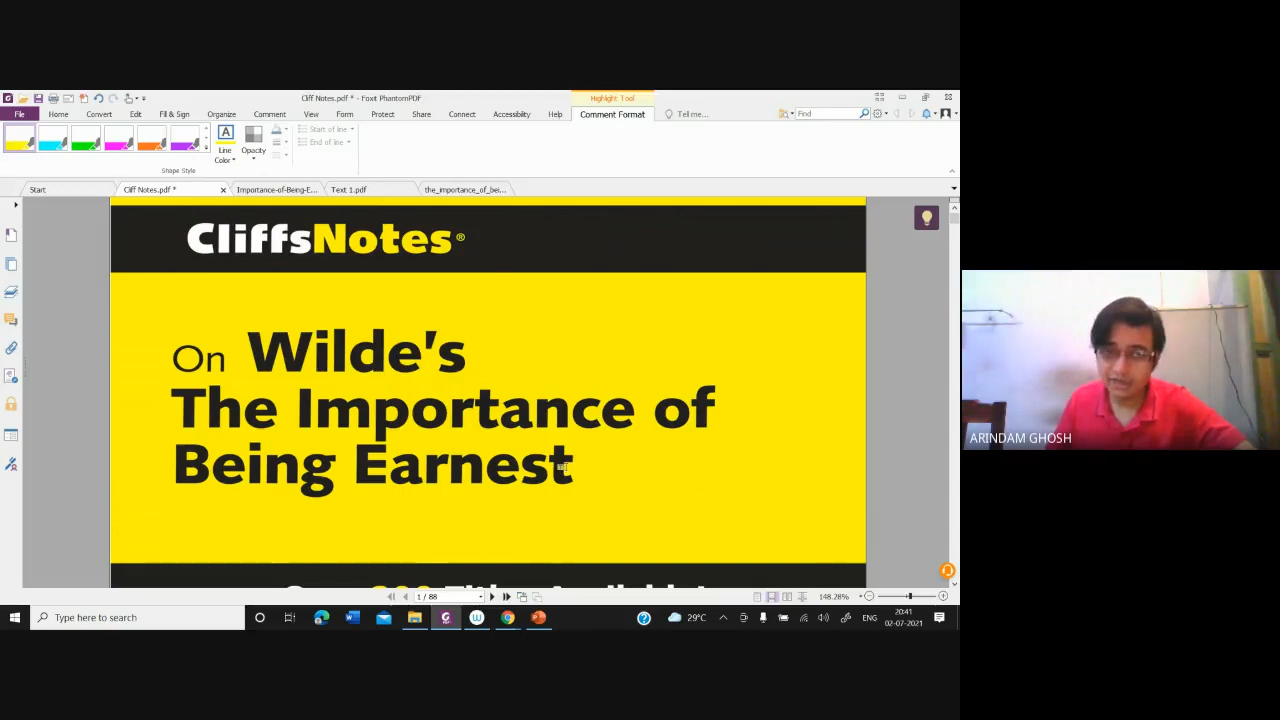 Cliff Notes.pdf * - Foxit PhantomPDF
Highlight Tool
File Home Convert Edit Fill & Sign Organize Comment View Form Protect Share Connect Accessibility Help Comment Format Tell me... Find
Line Color
Opacity
Start of line
End of line
Shape Style
Start Cliff Notes.pdf * Importance-of-Being-E... Text 1.pdf the_importance_of_bei...
CliffsNotes®
On Wilde's
The Importance of
Being Earnest
ARINDAM GHOSH
1 / 88
148.28%
Type here to search
29°C
ENG
20:41
02-07-2021